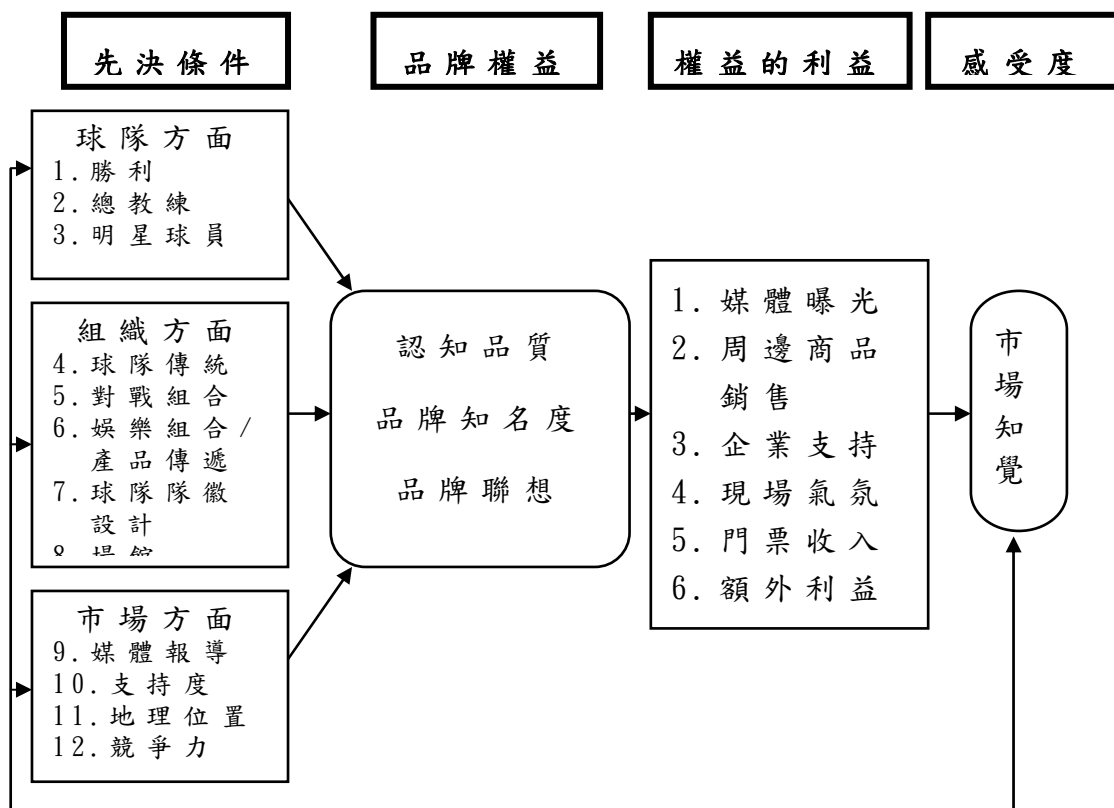 先決條件
品牌權益
權益的利益
感受度
球隊方面
1.勝利
2.總教練
3.明星球員
組織方面
4.球隊傳統
5.對戰組合
6.娛樂組合/
產品傳遞
7.球隊隊徽
設計
8.場館
市場方面
9.媒體報導
10.支持度
11.地理位置
12.競爭力
認知品質
品牌知名度
品牌聯想
1.媒體曝光
2.周邊商品
銷售
3.企業支持
4.現場氣氛
5.門票收入
6.額外利益
市
場
知
覺